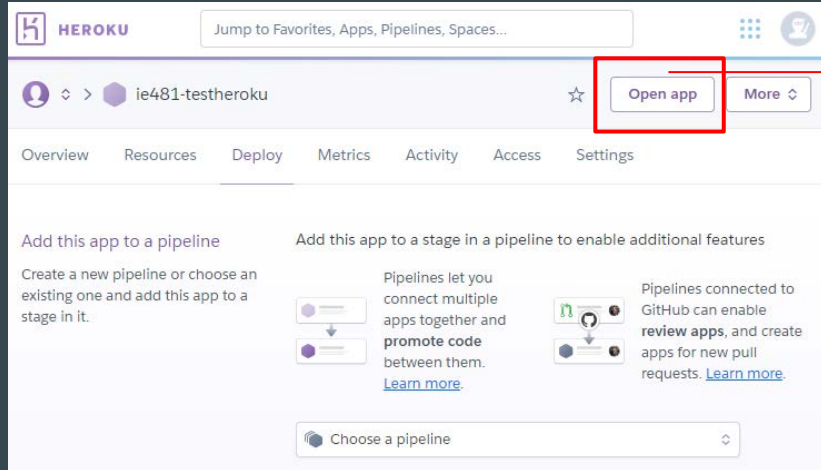 HEROKU
Jump to Favorites, Apps, Pipelines, Spaces...
ie481-testheroku
Open app
More
Overview Resources Deploy Metrics Activity Access Settings
Add this app to a pipeline
Create a new pipeline or choose an
existing one and add this app to a
stage in it.
Add this app to a stage in a pipeline to enable additional features
Pipelines let you
connect multiple
apps together and
promote code
between them.
Learn more.
Pipelines connected to
GitHub can enable
review apps, and create
apps for new pull
requests. Learn more.
Choose a pipeline